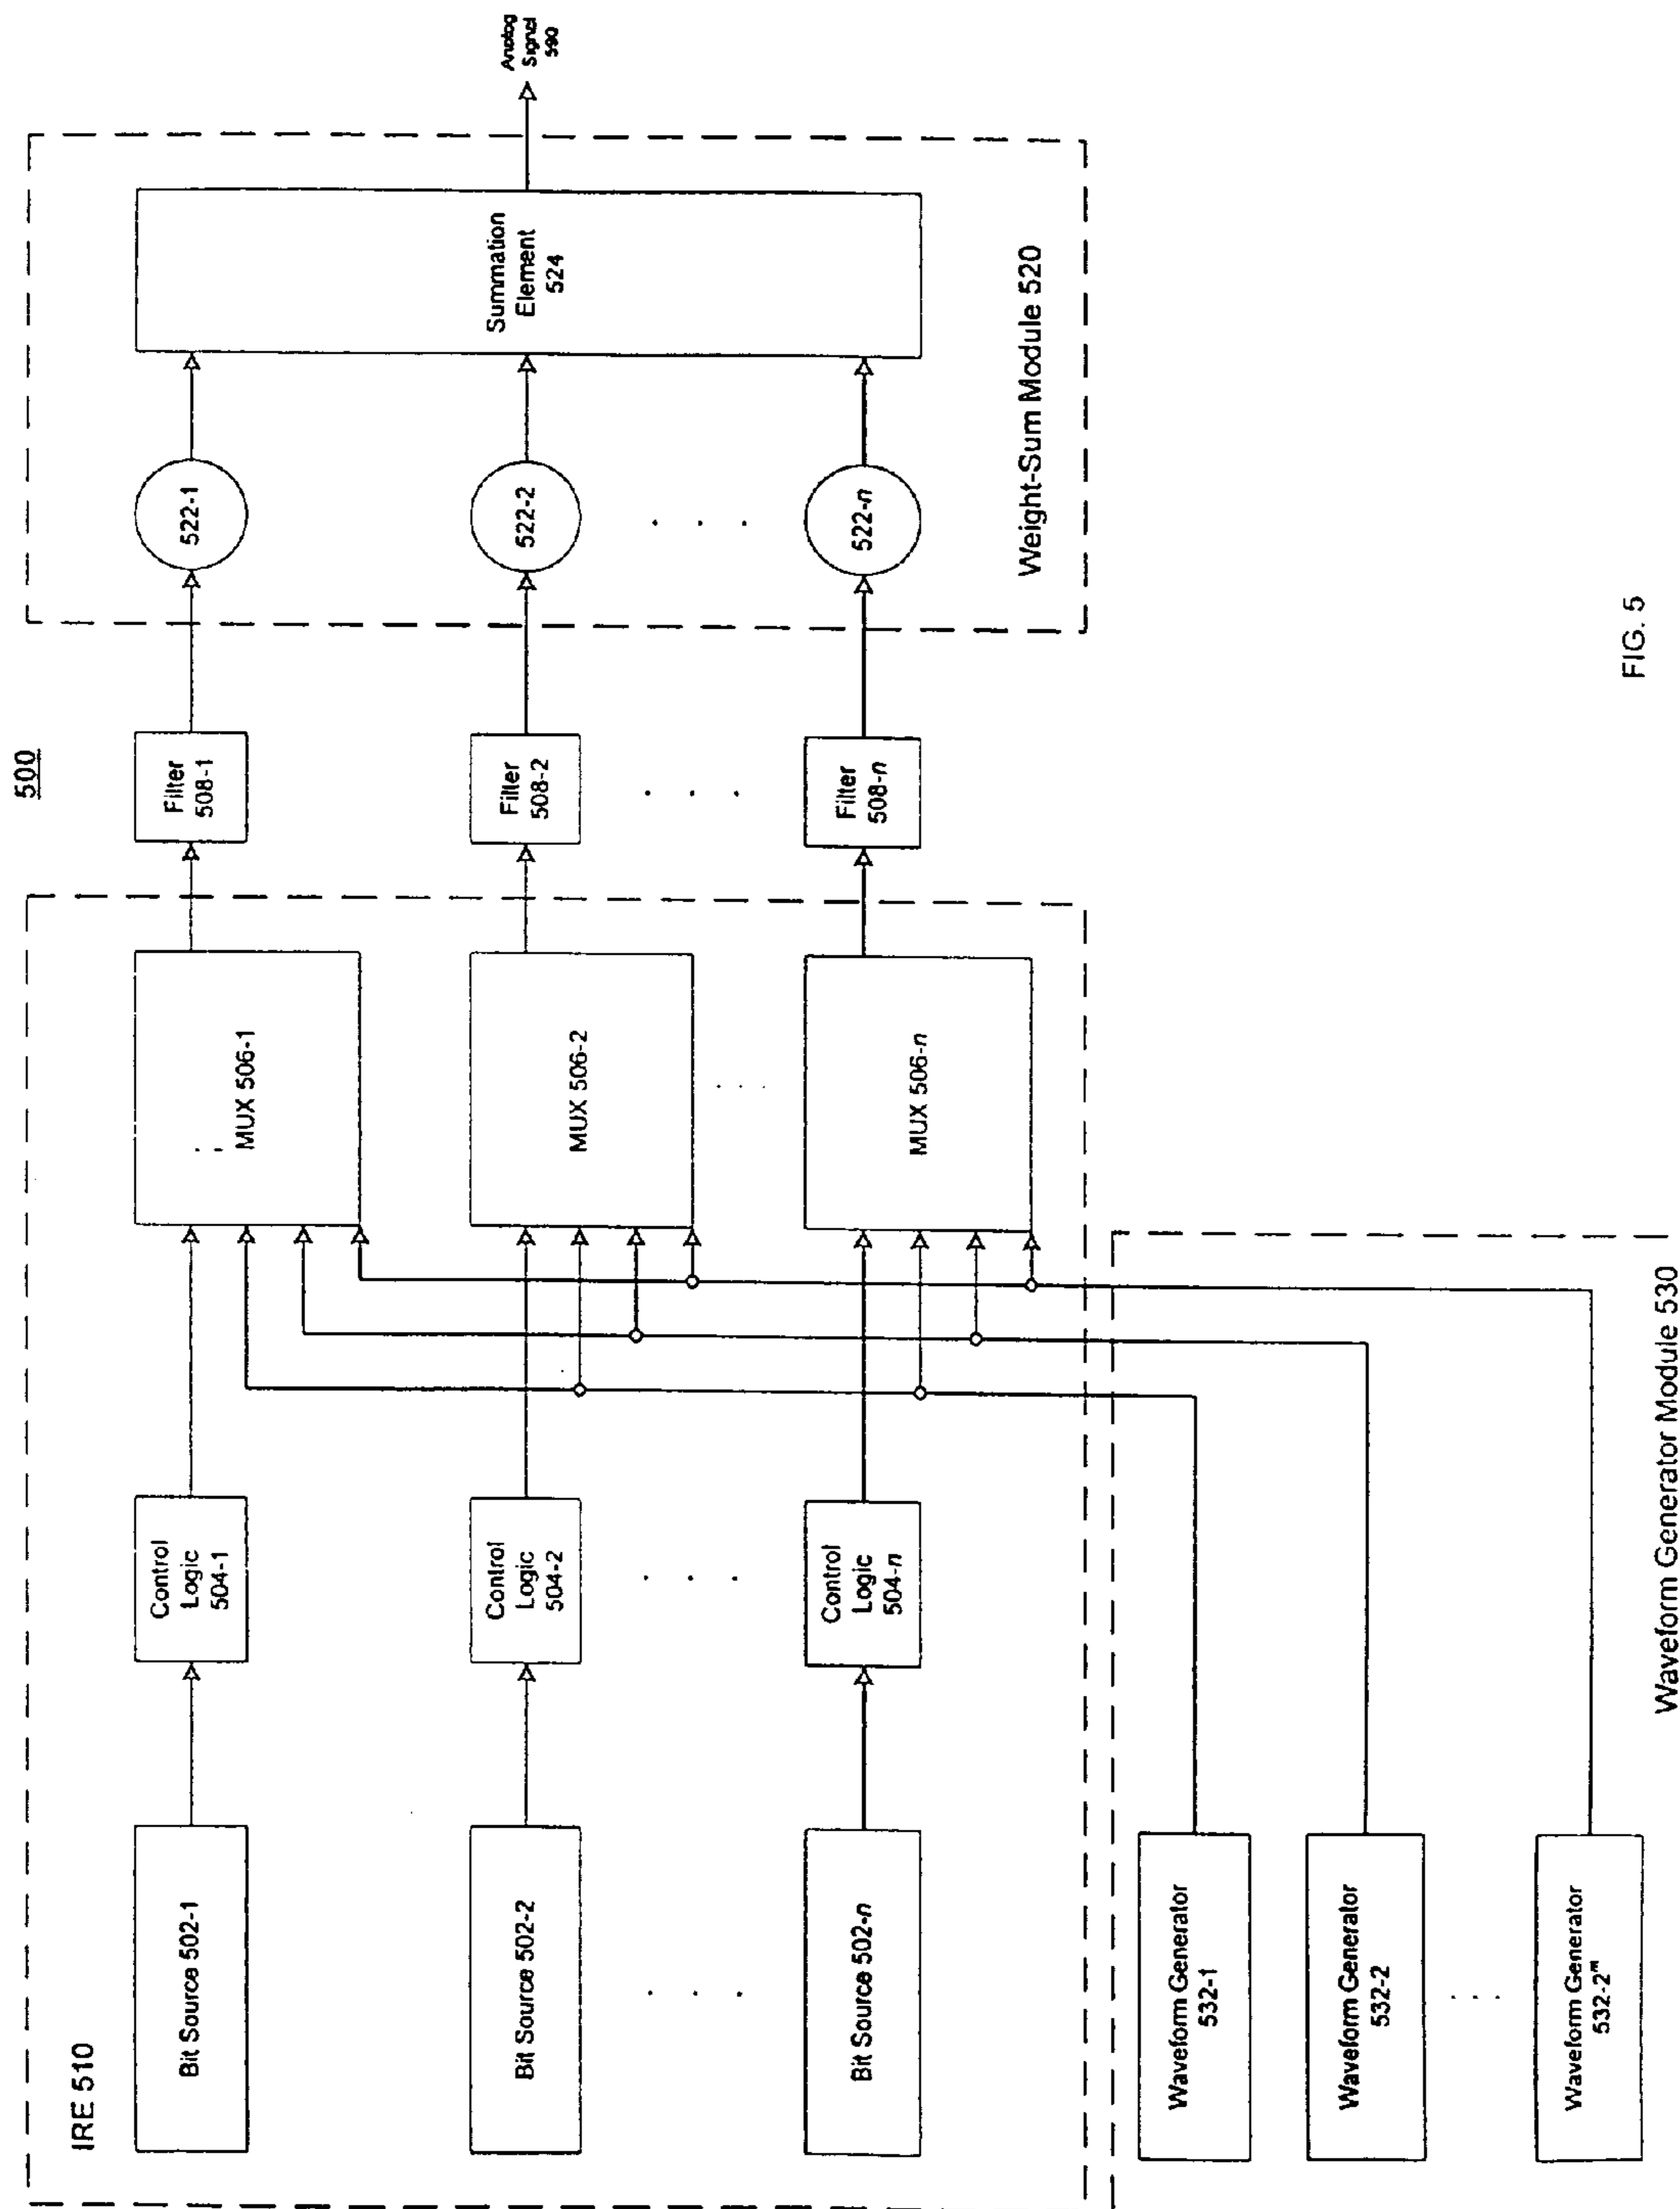 500
IRE 510
Bit Source 502-1
Control
Logic
504-1
MUX 506-1
Filter
508-1
522-1
Bit Source 502-2
Control
Logic
504-2
MUX 506-2
Filter
508-2
522-2
Summation
Element
524
Analog
Signal
590
. . .
. . .
. . .
. . .
. . .
. . .
Bit Source 502-n
Control
Logic
504-n
MUX 506-n
Filter
508-n
522-n
Weight-Sum Module 520
Waveform Generator
532-1
Waveform Generator
532-2
. . .
Waveform Generator
532-2ᵐ
Waveform Generator Module 530
FIG. 5